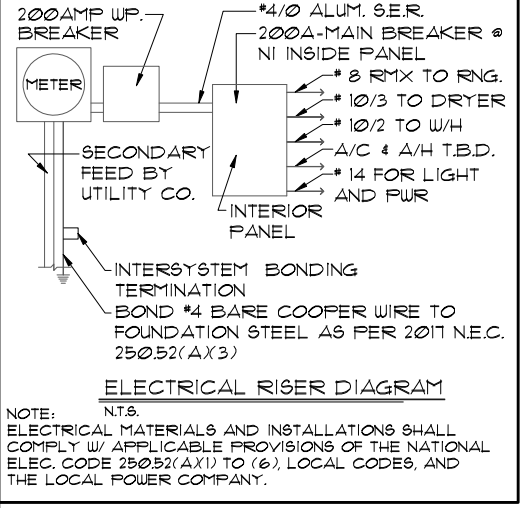 200AMP WP.
BREAKER
#4/0 ALUM. S.E.R.
200A-MAIN BREAKER @
N1 INSIDE PANEL
METER
# 8 RMX TO RNG.
# 10/3 TO DRYER
# 10/2 TO W/H
A/C & A/H T.B.D.
# 14 FOR LIGHT
AND PWR
SECONDARY
FEED BY
UTILITY CO.
INTERIOR
PANEL
INTERSYSTEM BONDING
TERMINATION
BOND #4 BARE COOPER WIRE TO
FOUNDATION STEEL AS PER 2017 N.E.C.
250.52(A)(3)
ELECTRICAL RISER DIAGRAM
N.T.S.
NOTE:
ELECTRICAL MATERIALS AND INSTALLATIONS SHALL
COMPLY W/ APPLICABLE PROVISIONS OF THE NATIONAL
ELEC. CODE 250.52(A)(1) TO (6), LOCAL CODES, AND
THE LOCAL POWER COMPANY.